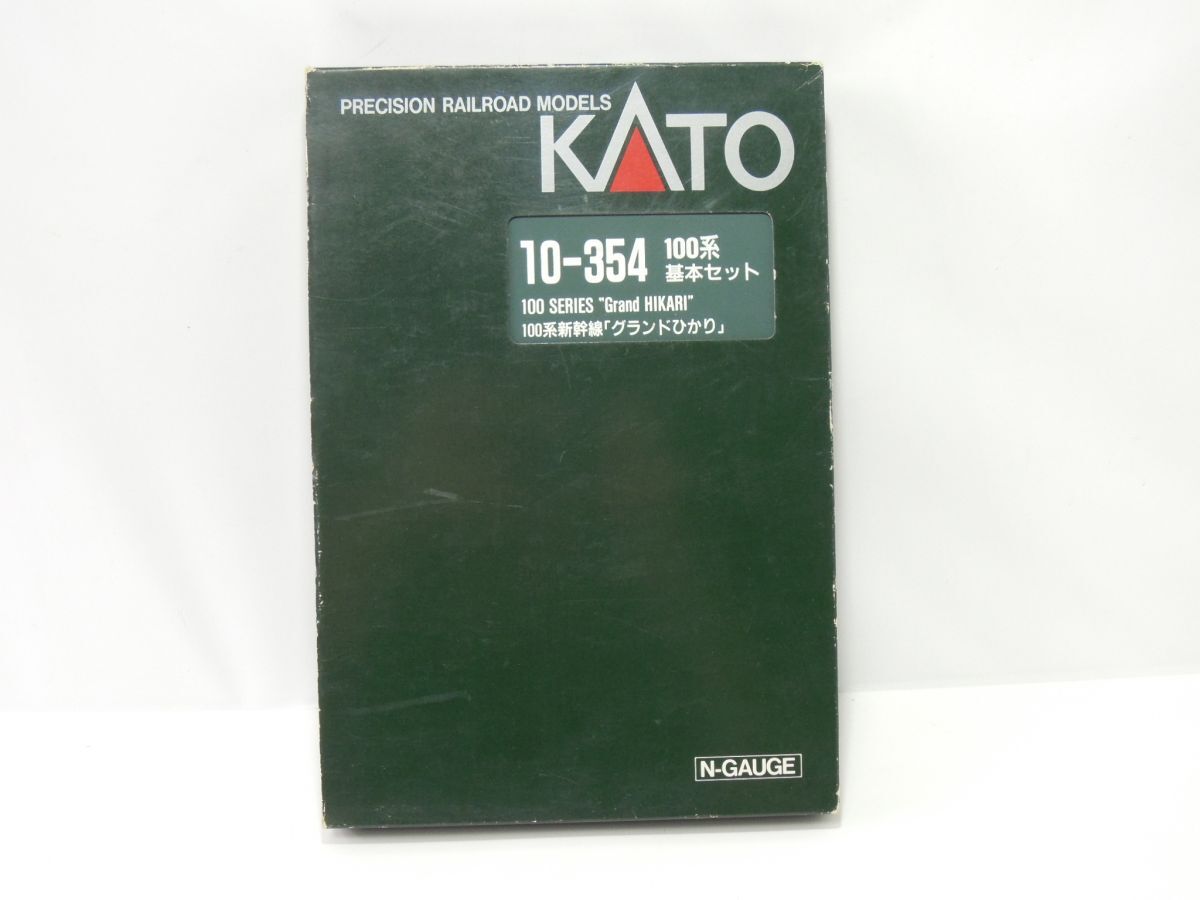 PRECISION RAILROAD MODELS
KATO
10-354 100系
基本セット
100 SERIES "Grand HIKARI"
100系新幹線「グランドひかり」
N-GAUGE